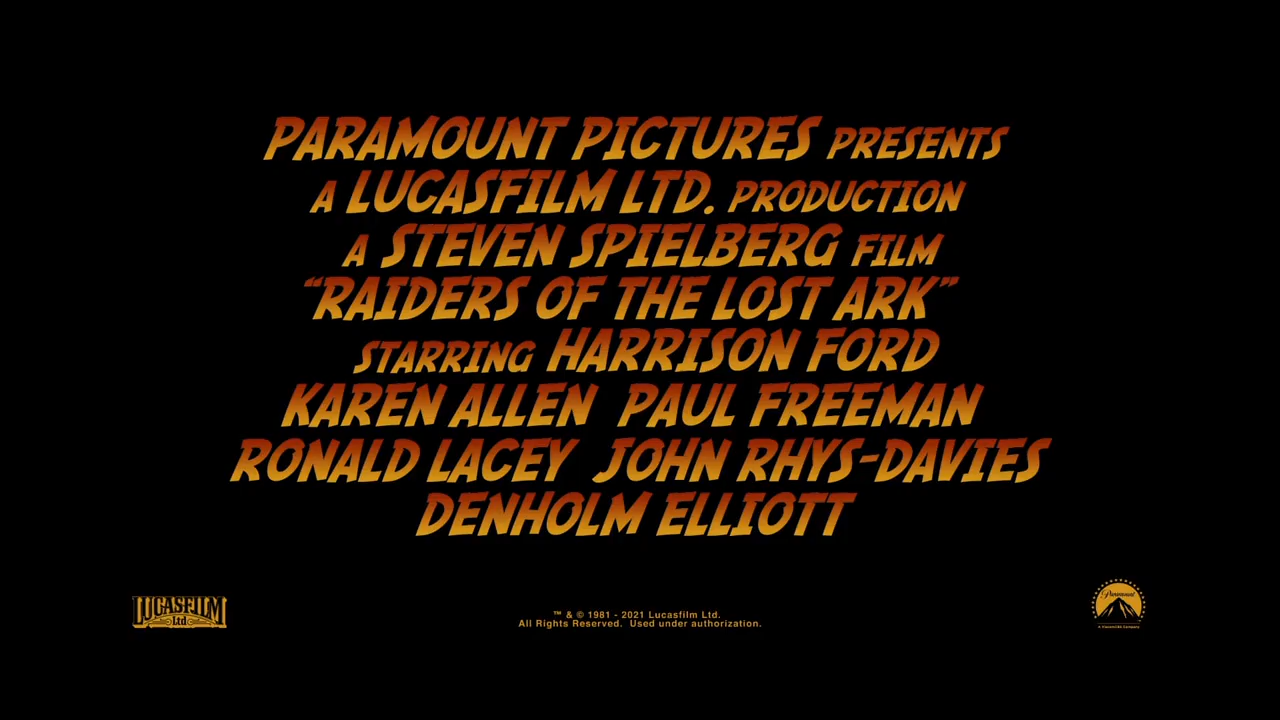 PARAMOUNT PICTURES PRESENTS
A LUCASFILM LTD. PRODUCTION
A STEVEN SPIELBERG FILM
“RAIDERS OF THE LOST ARK”
STARRING HARRISON FORD
KAREN ALLEN PAUL FREEMAN
RONALD LACEY JOHN RHYS-DAVIES
DENHOLM ELLIOTT
LUCASFILM
Ltd
™ & © 1981 - 2021 Lucasfilm Ltd.
All Rights Reserved. Used under authorization.
Paramount
A ViacomCBS Company